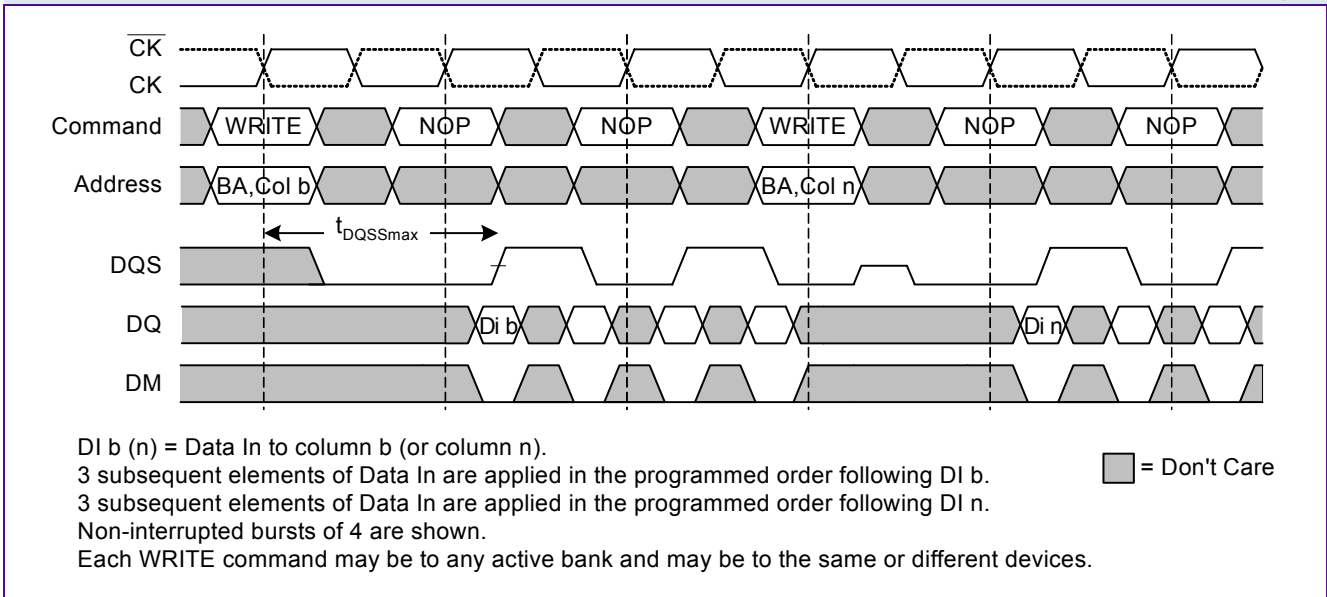 CK
CK
Command WRITE NOP NOP WRITE NOP NOP
Address BA,Col b BA,Col n
tDQSSmax
DQS
DQ Di b Di n
DM
DI b (n) = Data In to column b (or column n).
3 subsequent elements of Data In are applied in the programmed order following DI b.
= Don't Care
3 subsequent elements of Data In are applied in the programmed order following DI n.
Non-interrupted bursts of 4 are shown.
Each WRITE command may be to any active bank and may be to the same or different devices.